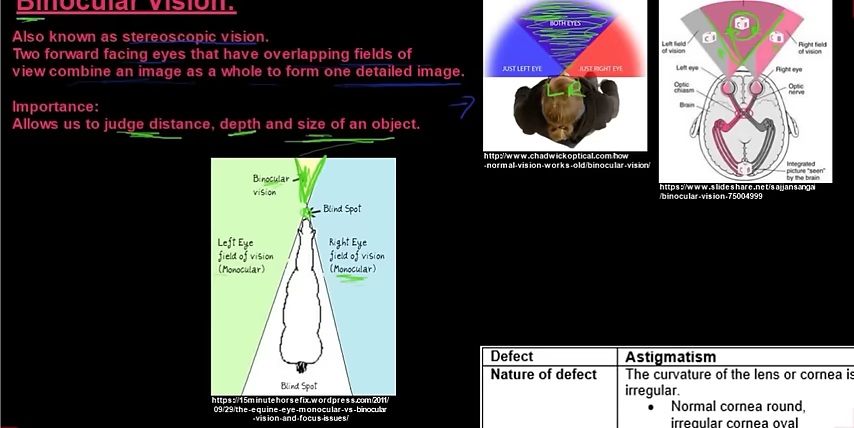 Binocular Vision:
Also known as stereoscopic vision.
Two forward facing eyes that have overlapping fields of
view combine an image as a whole to form one detailed image.
Importance:
Allows us to judge distance, depth and size of an object.
Binocular
vision
Blind Spot
Left Eye
field of vision
(Monocular)
Right Eye
field of vision
(Monocular)
Blind Spot
https://15minutehorsefix.wordpress.com/2011/
09/29/the-equine-eye-monocular-vs-binocular
-vision-and-focus-issues/
BOTH EYES
JUST LEFT EYE
JUST RIGHT EYE
L R
http://www.chadwickoptical.com/how
-normal-vision-works-old/binocular-vision/
Left field
of vision
Right field
of vision
Left eye
Right eye
Optic
chiasm
Optic
nerve
Brain
Integrated
picture "seen"
by the brain
https://www.slideshare.net/sajjansangai
/binocular-vision-75004999
Defect
Astigmatism
Nature of defect
The curvature of the lens or cornea is
irregular.
• Normal cornea round,
irregular cornea oval